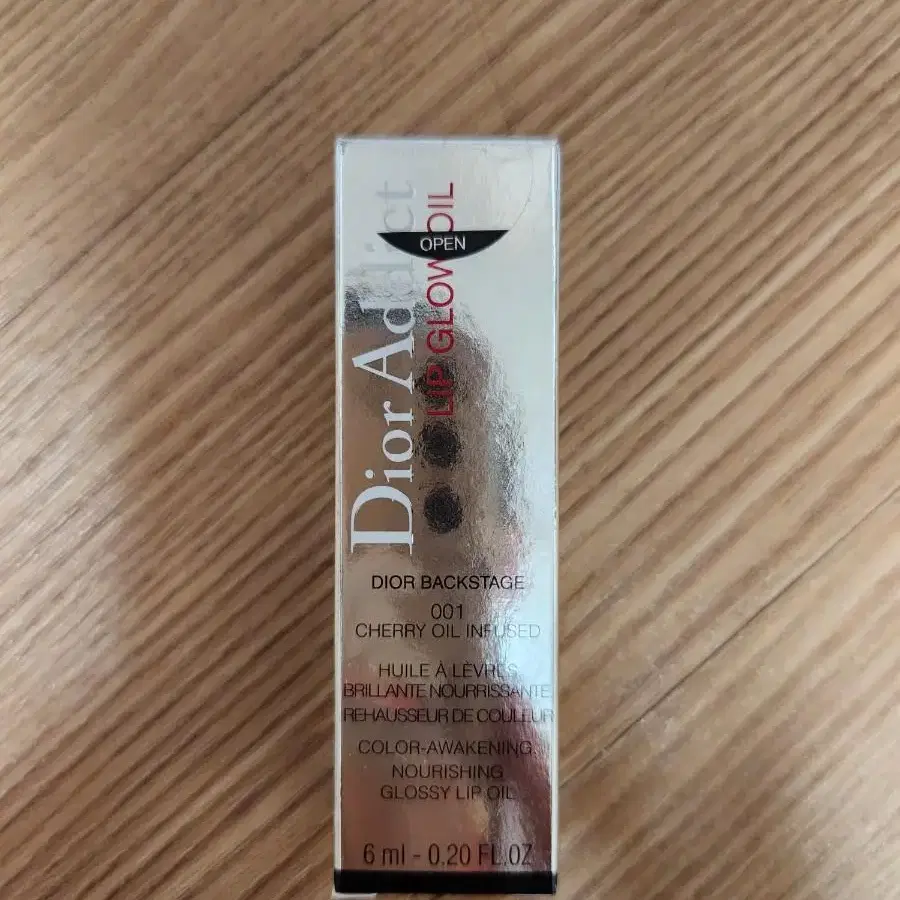 OPEN
Dior Addict
LIP GLOW OIL
DIOR BACKSTAGE
001
CHERRY OIL INFUSED
HUILE À LÈVRES
BRILLANTE NOURRISSANTE
REHAUSSEUR DE COULEUR
COLOR-AWAKENING
NOURISHING
GLOSSY LIP OIL
6 ml - 0.20 FL.OZ